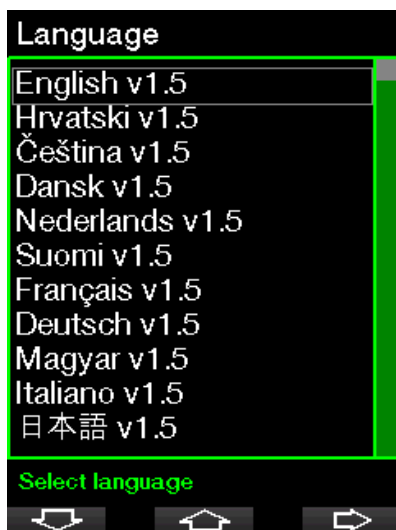 Language
English v1.5
Hrvatski v1.5
Čeština v1.5
Dansk v1.5
Nederlands v1.5
Suomi v1.5
Français v1.5
Deutsch v1.5
Magyar v1.5
Italiano v1.5
日本語 v1.5
Select language